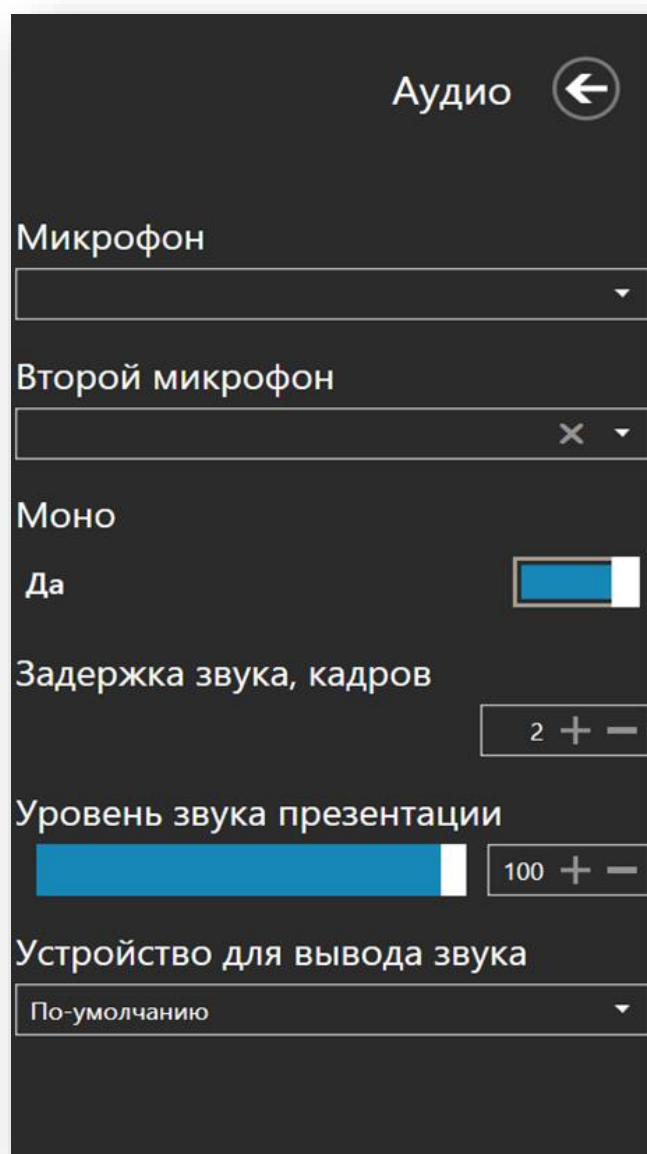 Аудио
Микрофон
Второй микрофон
Моно
Да
Задержка звука, кадров
2
Уровень звука презентации
100
Устройство для вывода звука
По-умолчанию